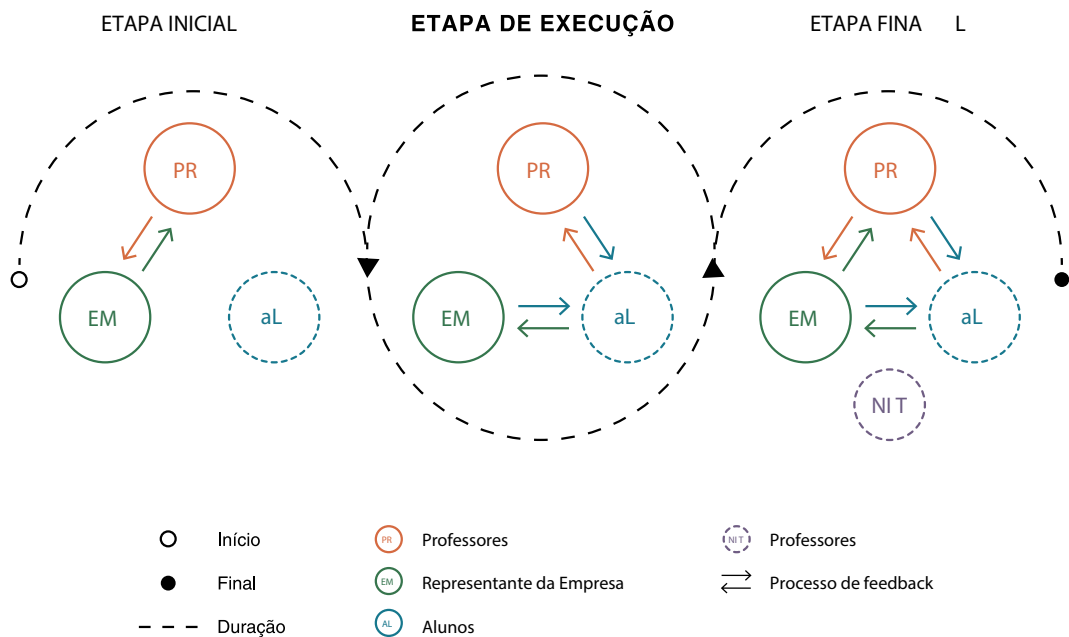 ETAPA INICIAL
ETAPA DE EXECUÇÃO
ETAPA FINA L
PR
EM
aL
PR
EM
aL
PR
EM
aL
NI T
Início
Final
Duração
PR Professores
EM Representante da Empresa
AL Alunos
NI T Professores
Processo de feedback